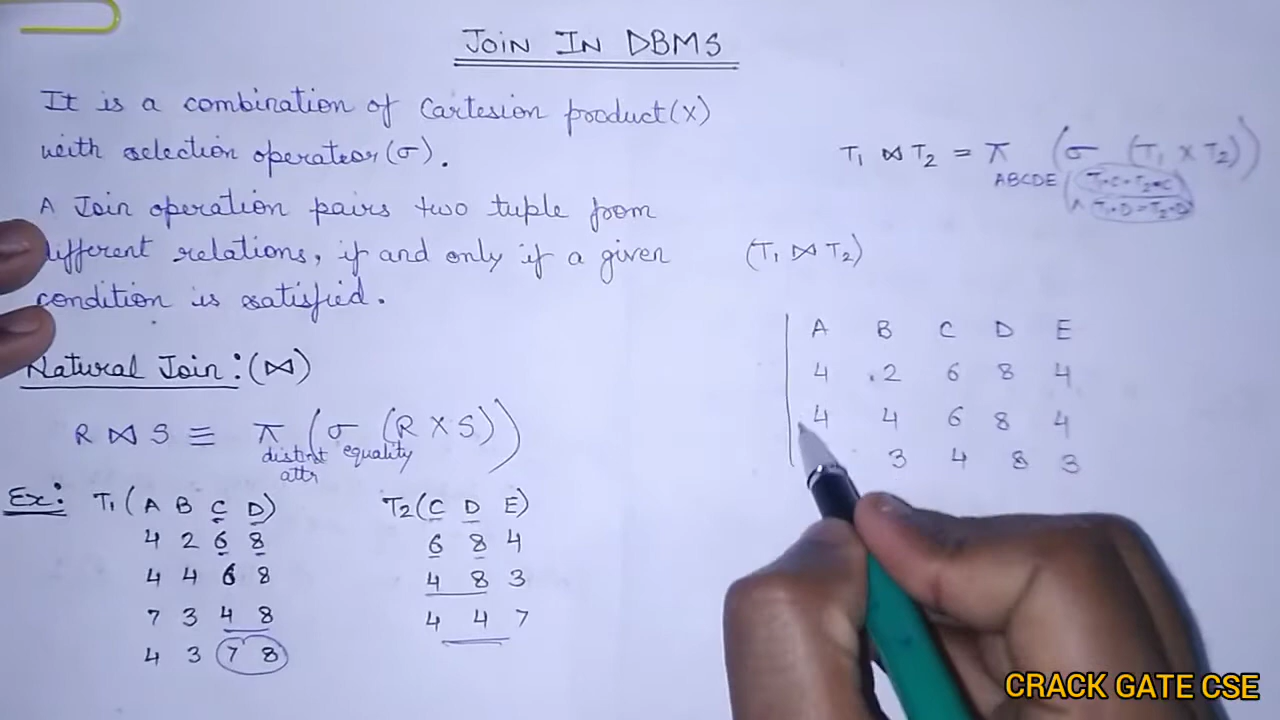 JOIN IN DBMS
It is a combination of Cartesion product(X)
with selection operator(σ).
A Join operation pairs two tuple from
different relations, if and only if a given
condition is satisfied.
Natural Join:(⋈)
R ⋈ S ≡ π (σ (R X S))
distinct equality
attr
Ex: T1(A B C D)
4 2 6 8
4 4 6 8
7 3 4 8
4 3 7 8
T2(C D E)
6 8 4
4 8 3
4 4 7
T1 ⋈ T2 = π (σ (T1 X T2))
ABCDE (T1.C=T2.C
∧ T1.D=T2.D
(T1 ⋈ T2)
A B C D E
4 .2 6 8 4
4 4 6 8 4
3 4 8 3
CRACK GATE CSE